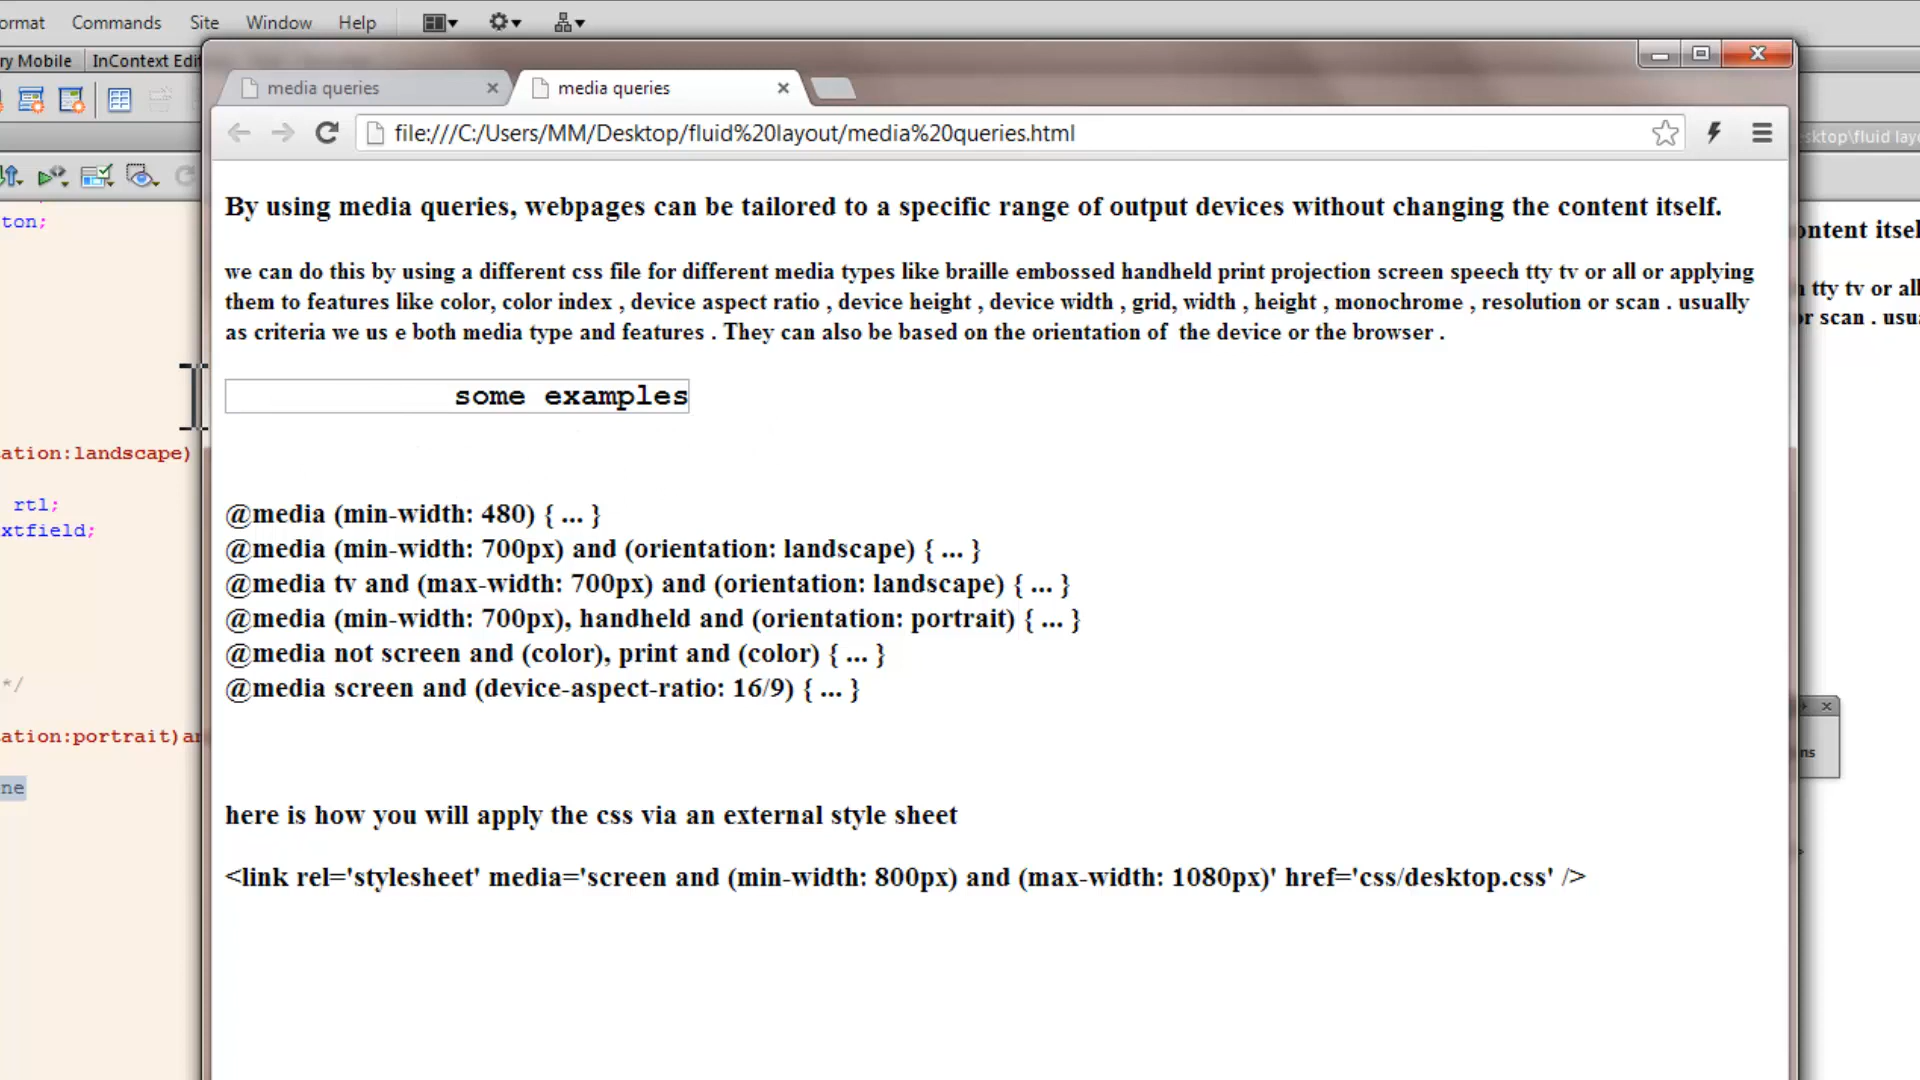 ormat Commands Site Window Help
ry Mobile InContext Edit
media queries media queries
file:///C:/Users/MM/Desktop/fluid%20layout/media%20queries.html
sktop\fluid layo
ton;
By using media queries, webpages can be tailored to a specific range of output devices without changing the content itself.
ontent itsel
we can do this by using a different css file for different media types like braille embossed handheld print projection screen speech tty tv or all or applying
n tty tv or all
them to features like color, color index , device aspect ratio , device height , device width , grid, width , height , monochrome , resolution or scan . usually
or scan . usu
as criteria we us e both media type and features . They can also be based on the orientation of  the device or the browser .
some examples
ation:landscape)
rtl;
xtfield;
@media (min-width: 480) { ... }
@media (min-width: 700px) and (orientation: landscape) { ... }
@media tv and (max-width: 700px) and (orientation: landscape) { ... }
@media (min-width: 700px), handheld and (orientation: portrait) { ... }
@media not screen and (color), print and (color) { ... }
@media screen and (device-aspect-ratio: 16/9) { ... }
*/
ation:portrait)an
ns
ne
here is how you will apply the css via an external style sheet
<link rel='stylesheet' media='screen and (min-width: 800px) and (max-width: 1080px)' href='css/desktop.css' />